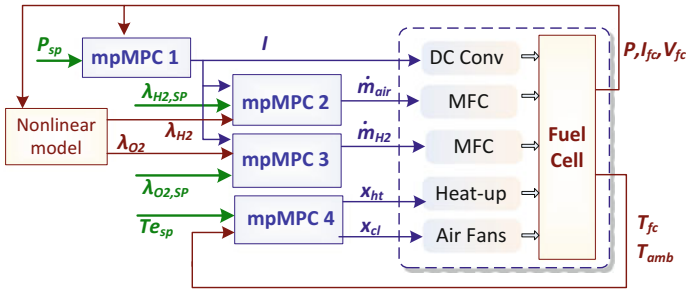 P_sp
mpMPC 1
I
DC Conv
P,I_fc,V_fc
λ_H2,SP
mpMPC 2
ṁ_air
MFC
Nonlinear
model
λ_H2
λ_O2
mpMPC 3
ṁ_H2
MFC
Fuel
Cell
λ_O2,SP
x_ht
Heat-up
Te_sp
mpMPC 4
x_cl
Air Fans
T_fc
T_amb